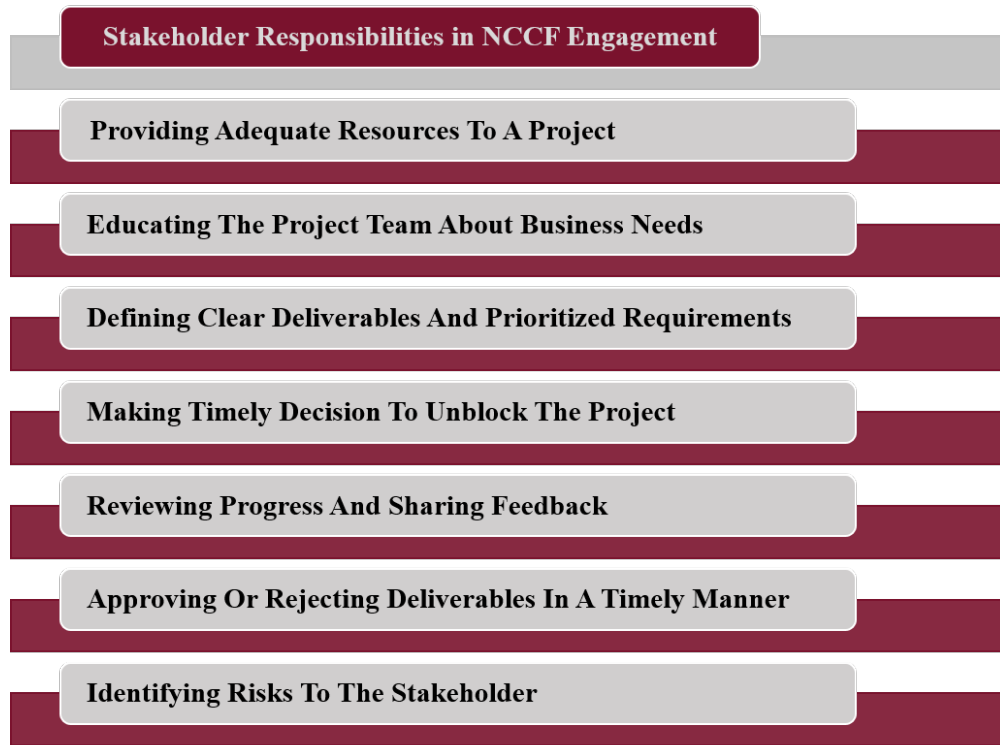 Stakeholder Responsibilities in NCCF Engagement
Providing Adequate Resources To A Project
Educating The Project Team About Business Needs
Defining Clear Deliverables And Prioritized Requirements
Making Timely Decision To Unblock The Project
Reviewing Progress And Sharing Feedback
Approving Or Rejecting Deliverables In A Timely Manner
Identifying Risks To The Stakeholder